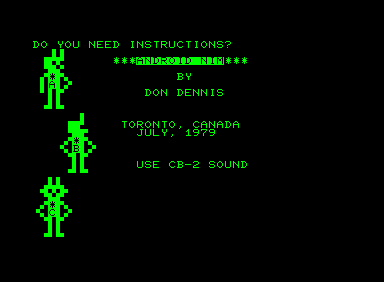 DO YOU NEED INSTRUCTIONS?
***ANDROID NIM***
BY
A
DON DENNIS
TORONTO, CANADA
JULY, 1979
B
USE CB-2 SOUND
C